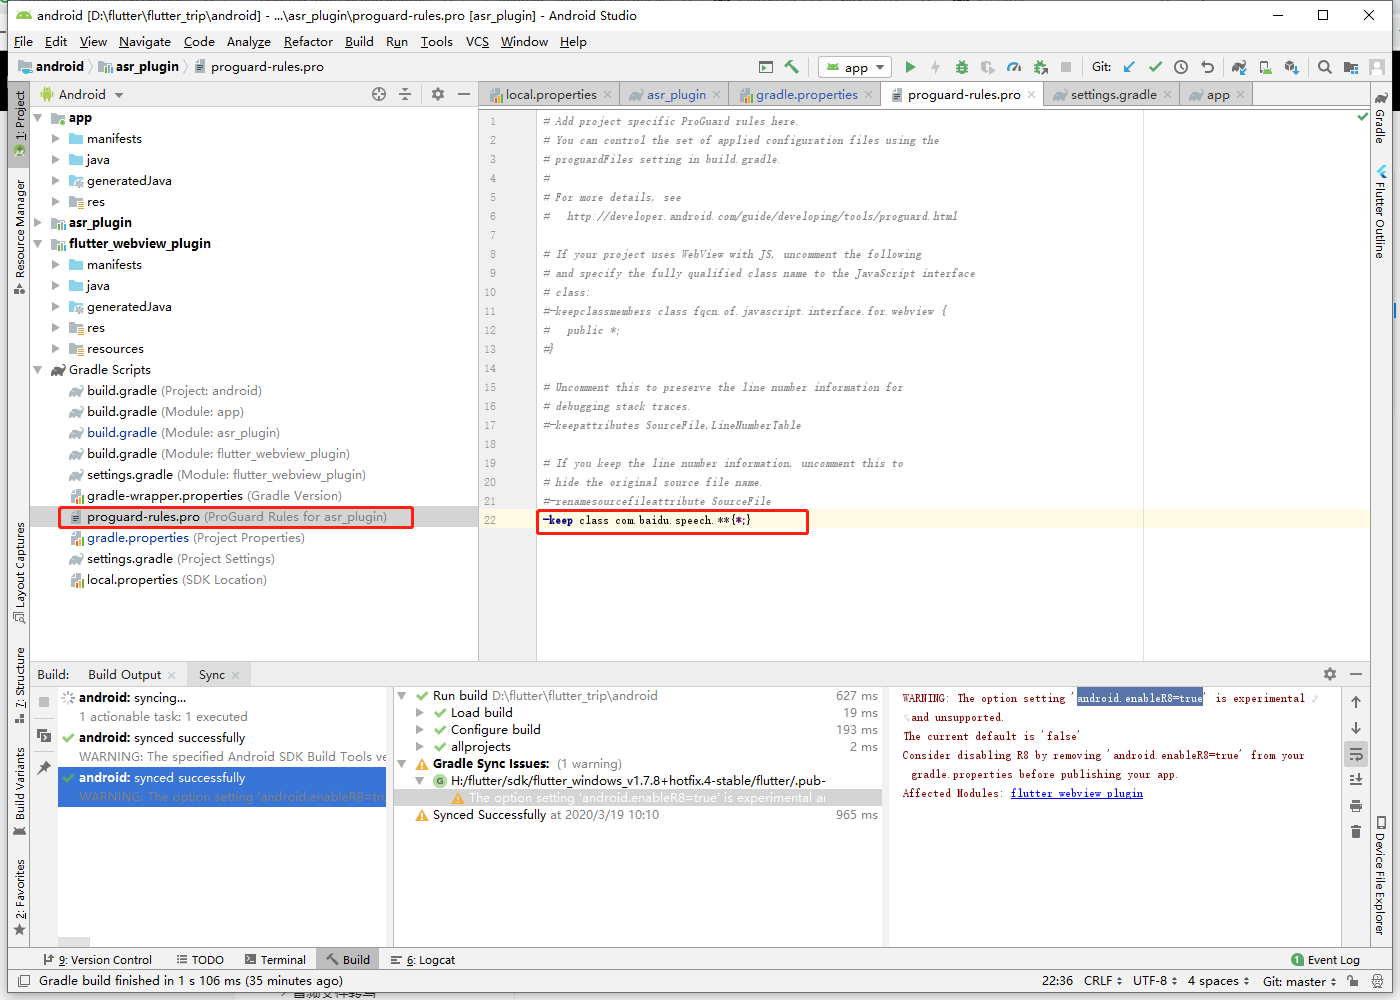 android [D:\flutter\flutter_trip\android] - ...\asr_plugin\proguard-rules.pro [asr_plugin] - Android Studio
File Edit View Navigate Code Analyze Refactor Build Run Tools VCS Window Help
android asr_plugin proguard-rules.pro
app
Git:
1: Project
Resource Manager
Layout Captures
7: Structure
Build Variants
2: Favorites
Android
app
manifests
java
generatedJava
res
asr_plugin
flutter_webview_plugin
manifests
java
generatedJava
res
resources
Gradle Scripts
build.gradle (Project: android)
build.gradle (Module: app)
build.gradle (Module: asr_plugin)
build.gradle (Module: flutter_webview_plugin)
settings.gradle (Module: flutter_webview_plugin)
gradle-wrapper.properties (Gradle Version)
proguard-rules.pro (ProGuard Rules for asr_plugin)
gradle.properties (Project Properties)
settings.gradle (Project Settings)
local.properties (SDK Location)
local.properties asr_plugin gradle.properties proguard-rules.pro settings.gradle app
1 # Add project specific ProGuard rules here.
2 # You can control the set of applied configuration files using the
3 # proguardFiles setting in build.gradle.
4 #
5 # For more details, see
6 #   http://developer.android.com/guide/developing/tools/proguard.html
7
8 # If your project uses WebView with JS, uncomment the following
9 # and specify the fully qualified class name to the JavaScript interface
10 # class:
11 #-keepclassmembers class fqcn.of.javascript.interface.for.webview {
12 #   public *;
13 #}
14
15 # Uncomment this to preserve the line number information for
16 # debugging stack traces.
17 #-keepattributes SourceFile,LineNumberTable
18
19 # If you keep the line number information, uncomment this to
20 # hide the original source file name.
21 #-renamesourcefileattribute SourceFile
22 -keep class com.baidu.speech.**{*;}
Gradle
Flutter Outline
Device File Explorer
Build: Build Output Sync
android: syncing...
1 actionable task: 1 executed
android: synced successfully
WARNING: The specified Android SDK Build Tools ve
android: synced successfully
WARNING: The option setting 'android.enableR8=tru
Run build D:\flutter\flutter_trip\android 627 ms
Load build 19 ms
Configure build 193 ms
allprojects 2 ms
Gradle Sync Issues: (1 warning)
H:/flutter/sdk/flutter_windows_v1.7.8+hotfix.4-stable/flutter/.pub-
The option setting 'android.enableR8=true' is experimental ar
Synced Successfully at 2020/3/19 10:10 965 ms
WARNING: The option setting 'android.enableR8=true' is experimental
and unsupported.
The current default is 'false'
Consider disabling R8 by removing 'android.enableR8=true' from your
gradle.properties before publishing your app.
Affected Modules: flutter_webview_plugin
9: Version Control TODO Terminal Build 6: Logcat 1 Event Log
Gradle build finished in 1 s 106 ms (35 minutes ago) 22:36 CRLF UTF-8 4 spaces Git: master